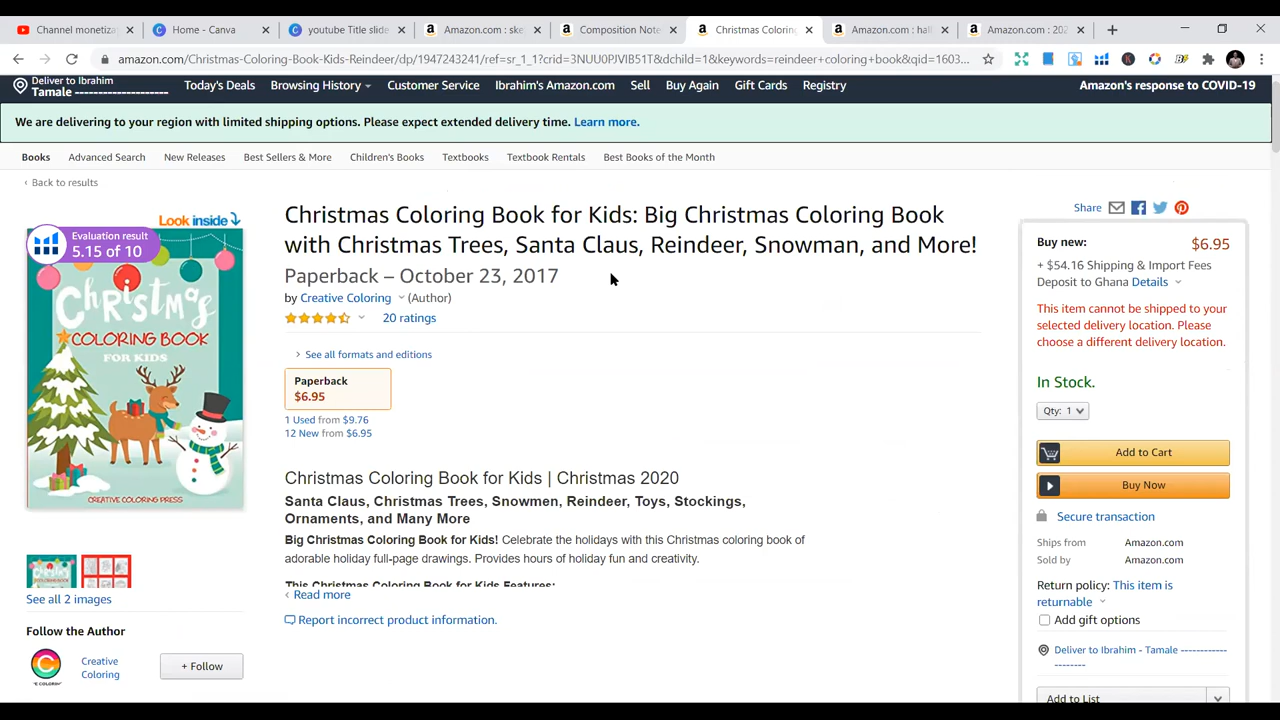 Channel monetiza
Home - Canva
youtube Title slide
Amazon.com : ske
Composition Note
Christmas Coloring
Amazon.com : hall
Amazon.com : 202
amazon.com/Christmas-Coloring-Book-Kids-Reinteer/dp/1947243241/ref=sr_1_1?crid=3NUU0PJVIB51T&dchild=1&keywords=reindeer+coloring+book&qid=1603...
Deliver to Ibrahim
Tamale ------------------
Today's Deals
Browsing History
Customer Service
Ibrahim's Amazon.com
Sell
Buy Again
Gift Cards
Registry
Amazon's response to COVID-19
We are delivering to your region with limited shipping options. Please expect extended delivery time. Learn more.
Books
Advanced Search
New Releases
Best Sellers & More
Children's Books
Textbooks
Textbook Rentals
Best Books of the Month
‹ Back to results
Look inside
Evaluation result
5.15 of 10
Christmas
COLORING BOOK
FOR KIDS
CREATIVE COLORING PRESS
See all 2 images
Follow the Author
Creative
Coloring
+ Follow
Christmas Coloring Book for Kids: Big Christmas Coloring Book
with Christmas Trees, Santa Claus, Reindeer, Snowman, and More!
Paperback – October 23, 2017
by Creative Coloring (Author)
20 ratings
See all formats and editions
Paperback
$6.95
1 Used from $9.76
12 New from $6.95
Christmas Coloring Book for Kids | Christmas 2020
Santa Claus, Christmas Trees, Snowmen, Reindeer, Toys, Stockings,
Ornaments, and Many More
Big Christmas Coloring Book for Kids! Celebrate the holidays with this Christmas coloring book of
adorable holiday full-page drawings. Provides hours of holiday fun and creativity.
This Christmas Coloring Book for Kids Features:
Read more
Report incorrect product information.
Share
Buy new:
$6.95
+ $54.16 Shipping & Import Fees
Deposit to Ghana Details
This item cannot be shipped to your
selected delivery location. Please
choose a different delivery location.
In Stock.
Qty: 1
Add to Cart
Buy Now
Secure transaction
Ships from Amazon.com
Sold by Amazon.com
Return policy: This item is
returnable
Add gift options
Deliver to Ibrahim - Tamale -----------
--------
Add to List